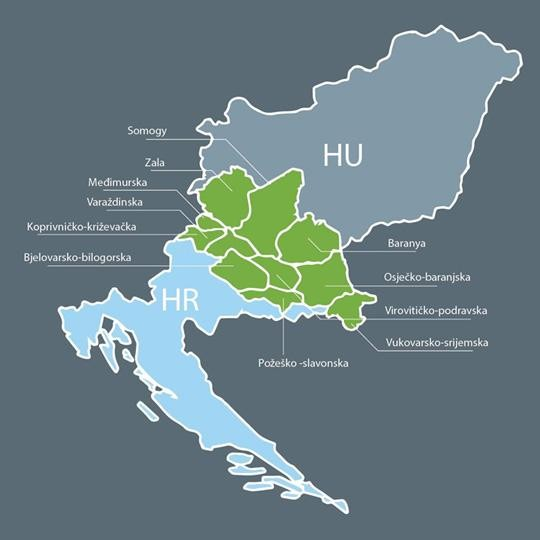 Somogy
HU
Zala
Međimurska
Varaždinska
Koprivničko-križevačka
Baranya
Bjelovarsko-bilogorska
Osječko-baranjska
HR
Virovitičko-podravska
Vukovarsko-srijemska
Požeško -slavonska